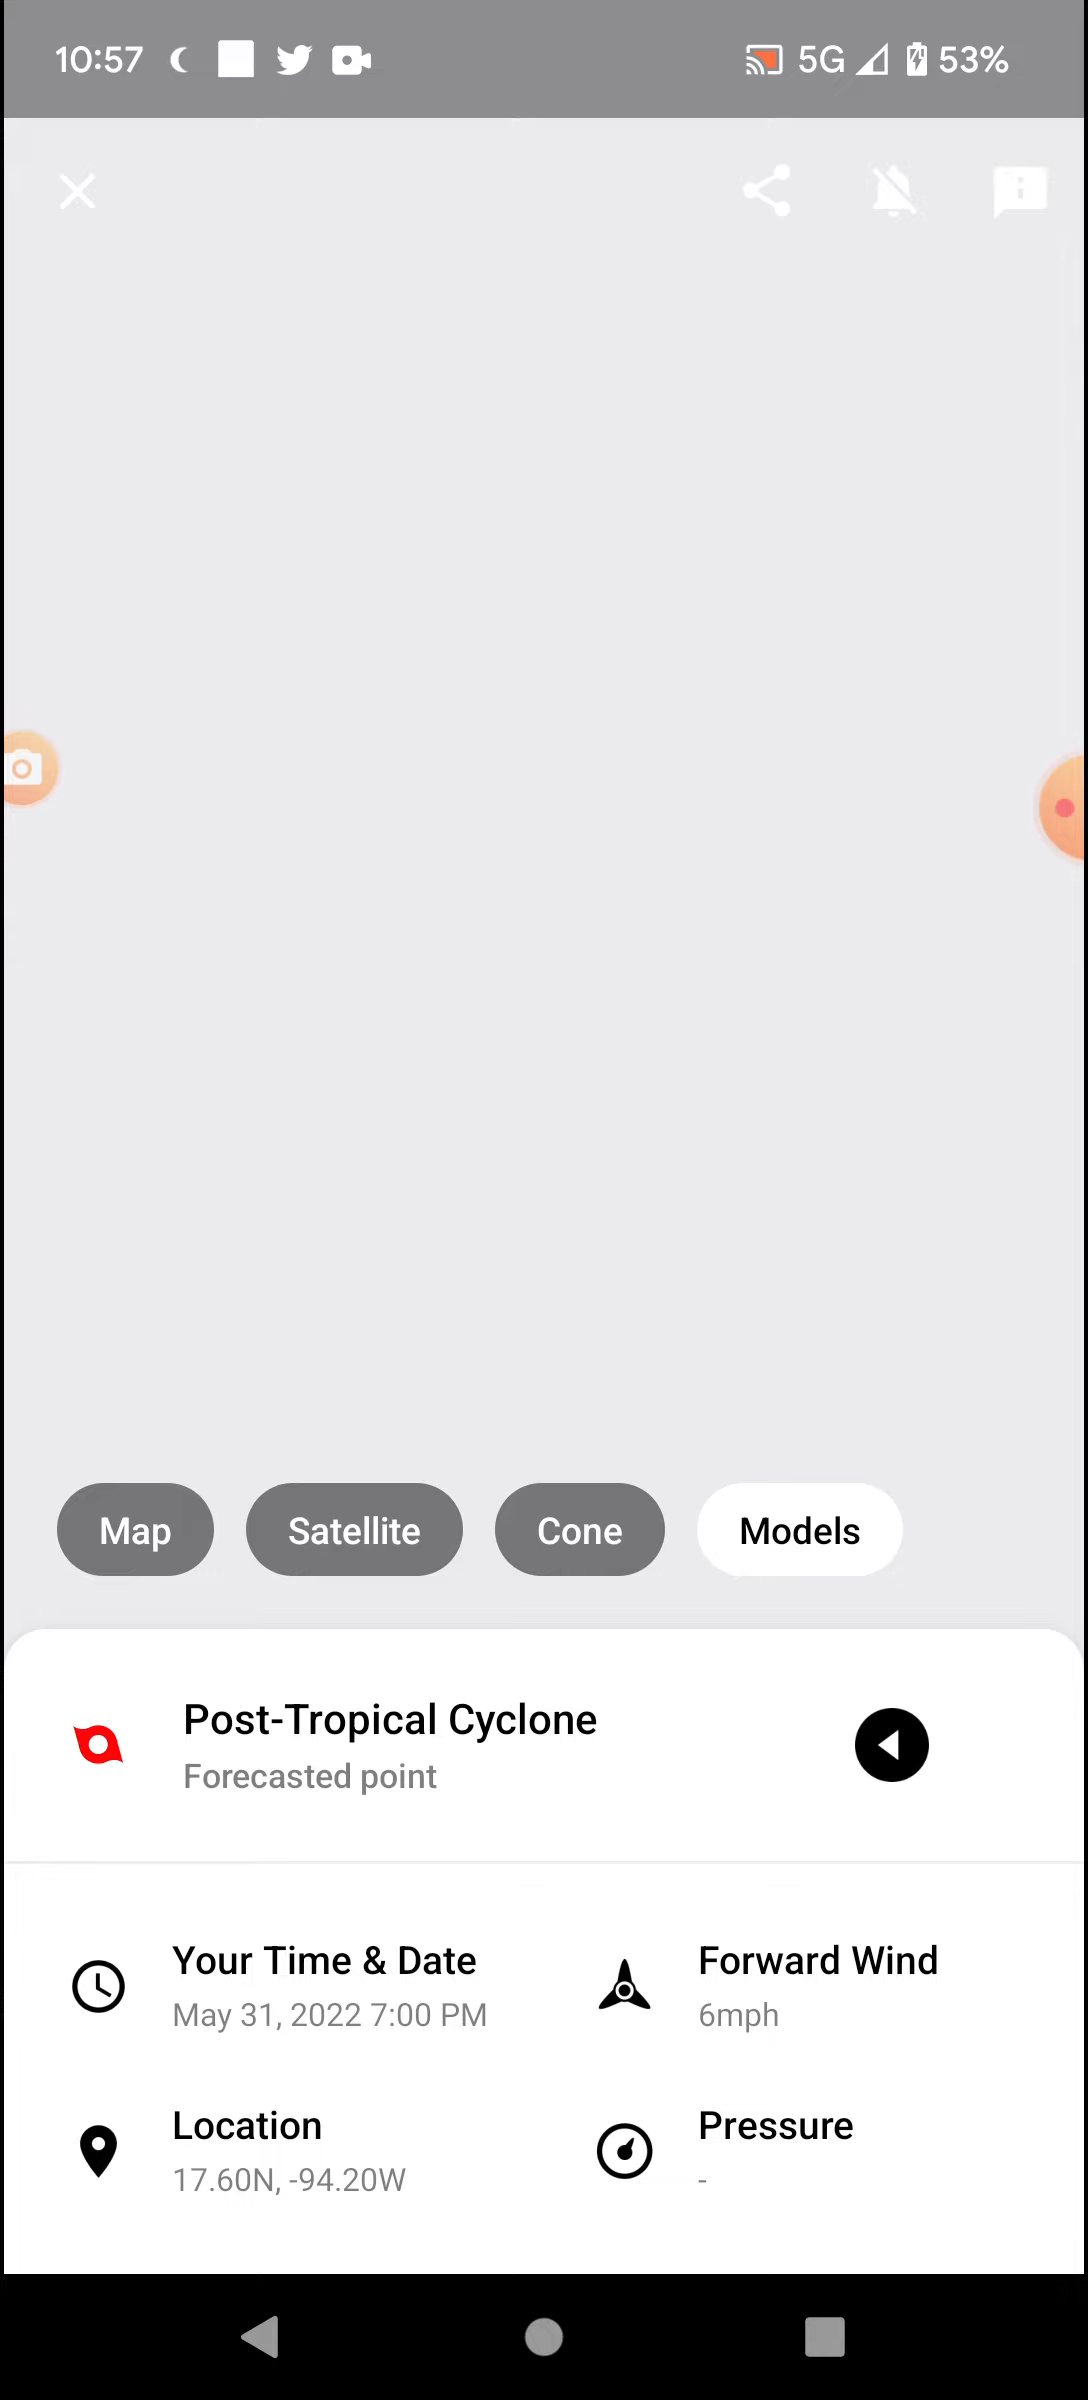 10:57 5G 53%
Map Satellite Cone Models
Post-Tropical Cyclone
Forecasted point
Your Time & Date
May 31, 2022 7:00 PM
Forward Wind
6mph
Location
17.60N, -94.20W
Pressure
-